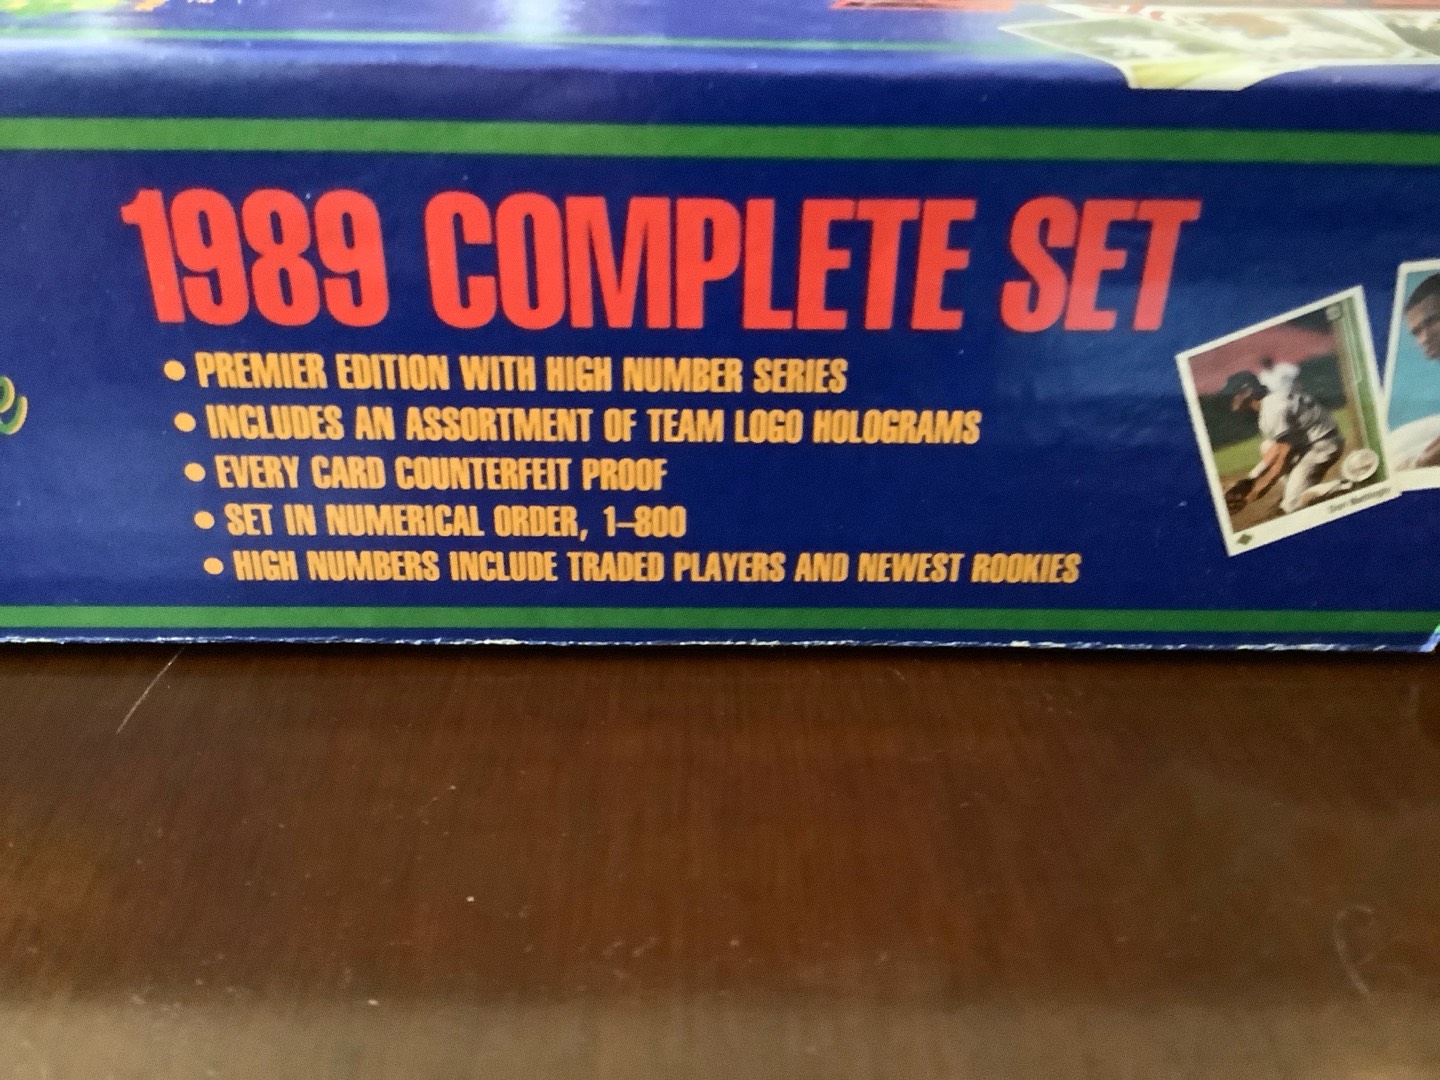 1989 COMPLETE SET
• PREMIER EDITION WITH HIGH NUMBER SERIES
• INCLUDES AN ASSORTMENT OF TEAM LOGO HOLOGRAMS
• EVERY CARD COUNTERFEIT PROOF
• SET IN NUMERICAL ORDER, 1–800
• HIGH NUMBERS INCLUDE TRADED PLAYERS AND NEWEST ROOKIES